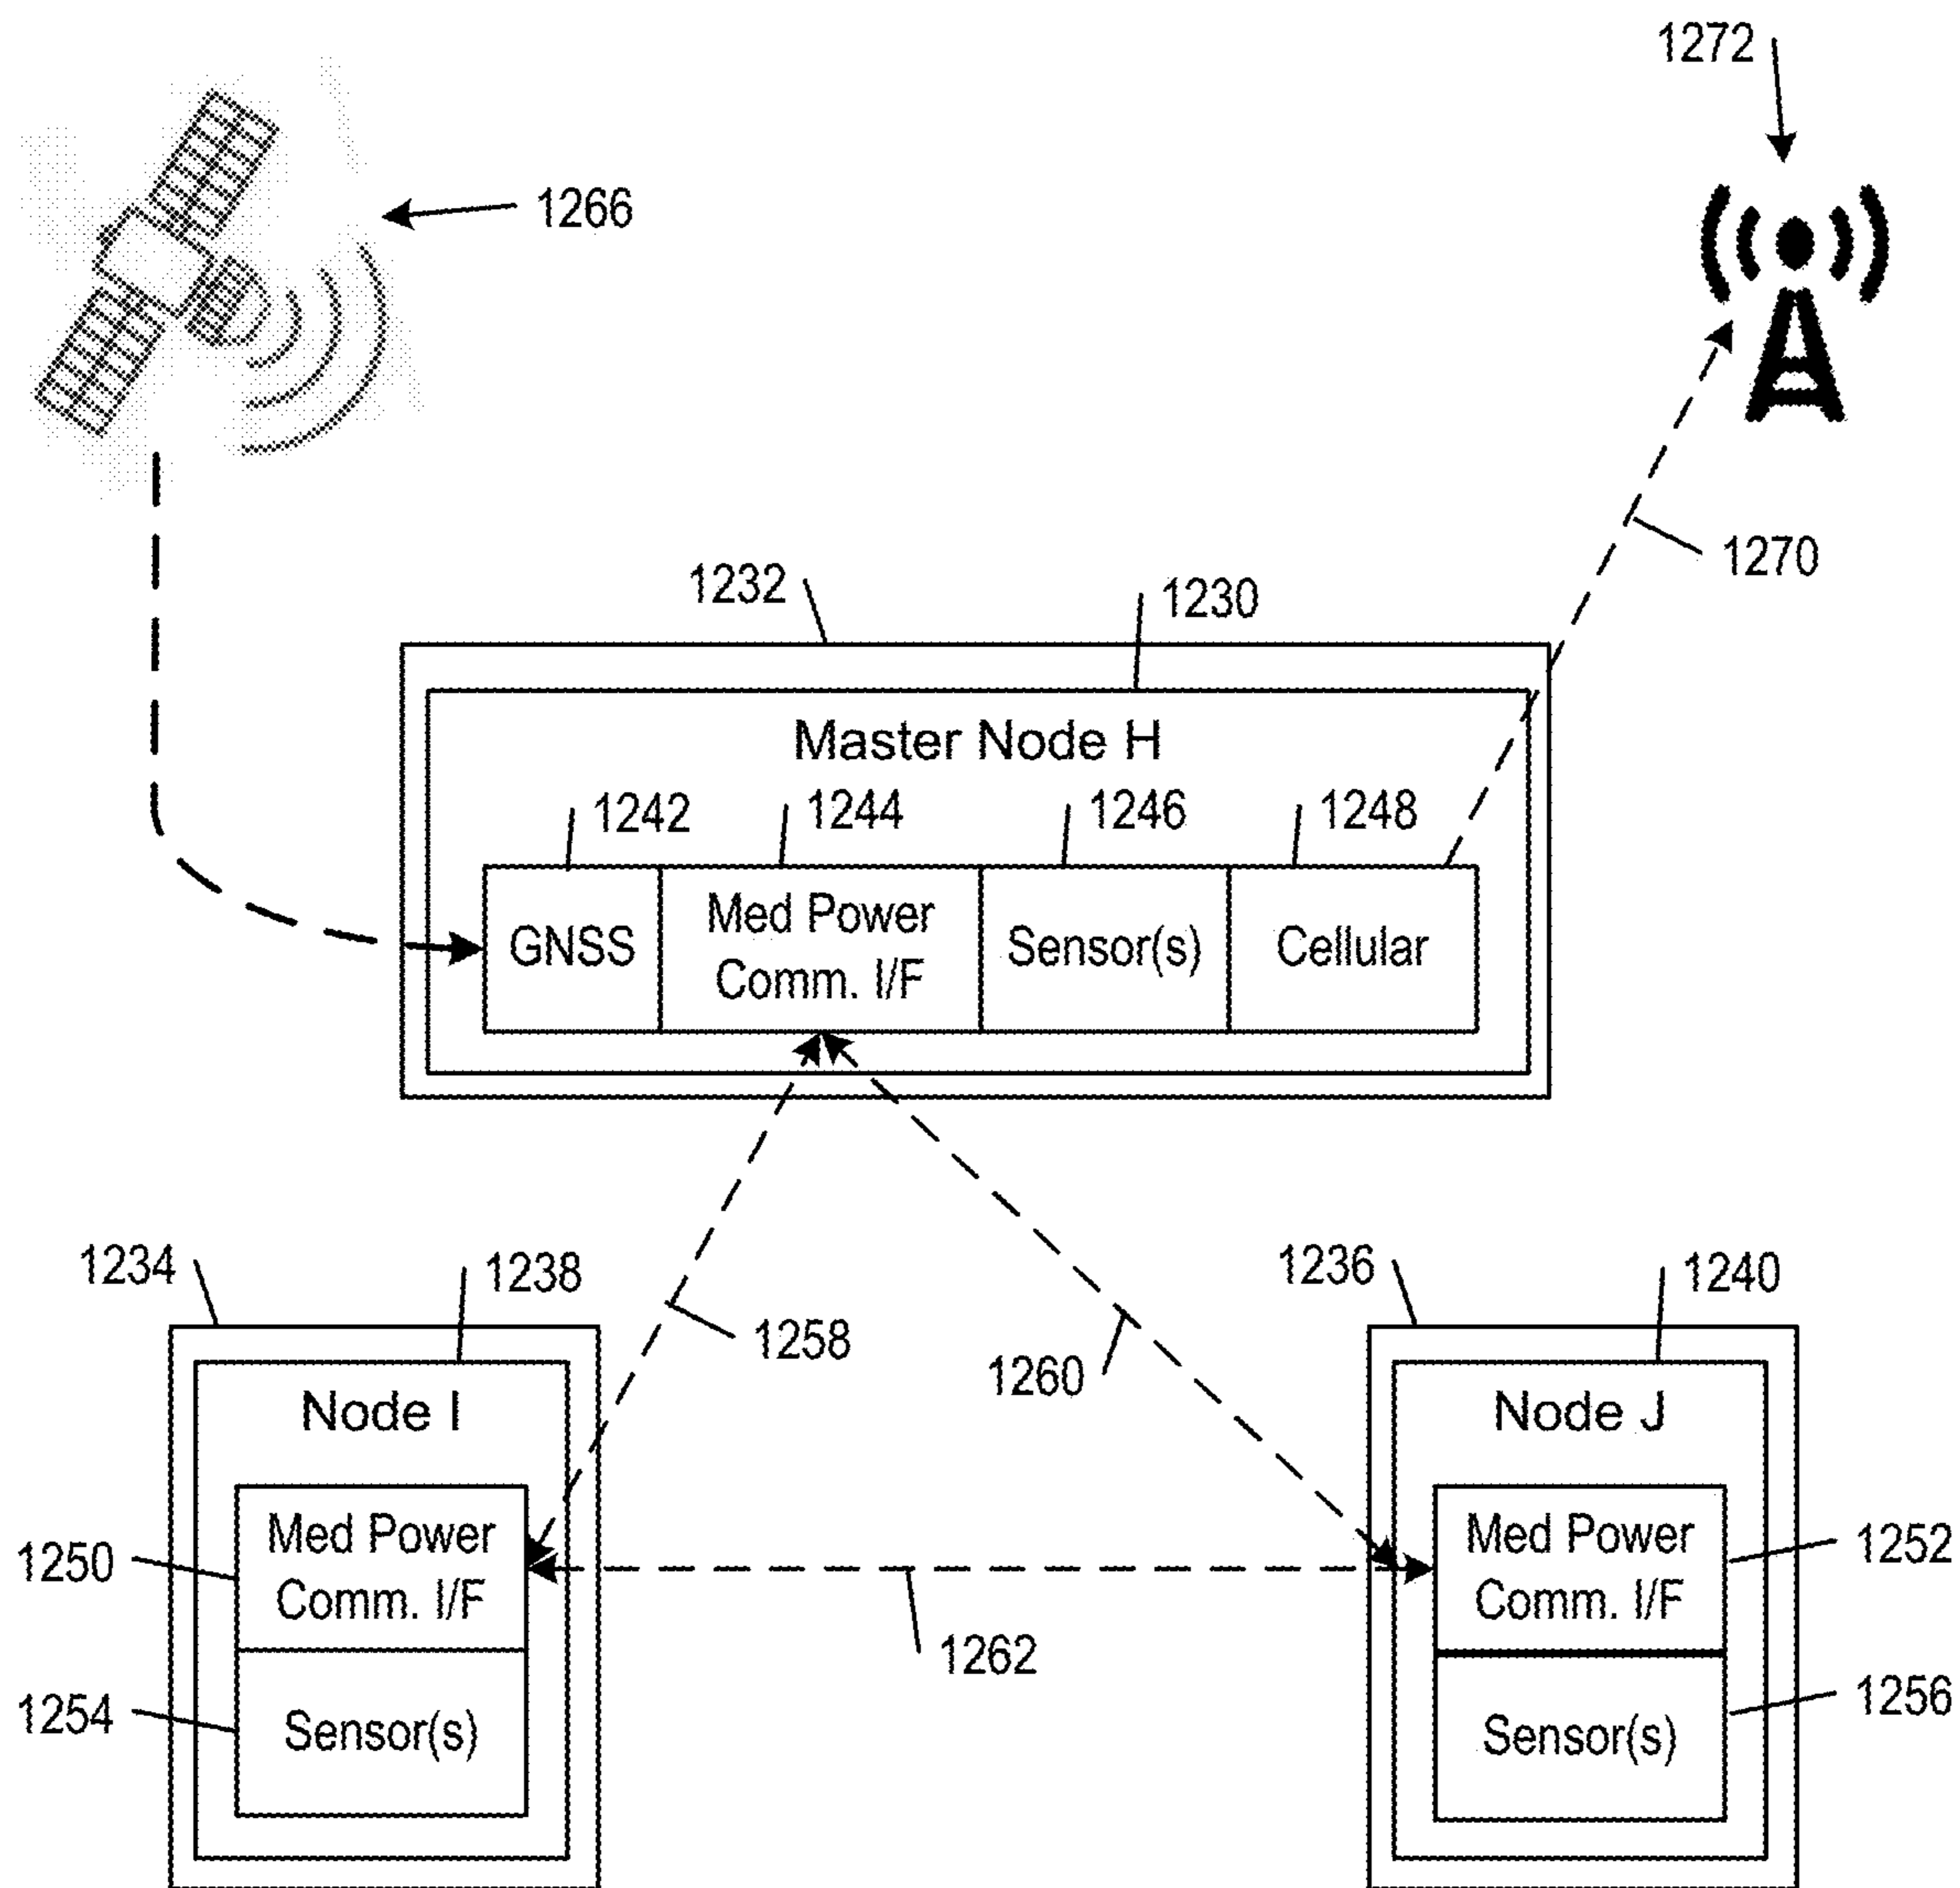 1272
1266
1270
1232
1230
Master Node H
1242
1244
1246
1248
GNSS
Med Power
Comm. I/F
Sensor(s)
Cellular
1234
1238
1258
1260
1236
1240
Node I
Node J
1250
Med Power
Comm. I/F
Med Power
Comm. I/F
1252
1262
1254
Sensor(s)
Sensor(s)
1256